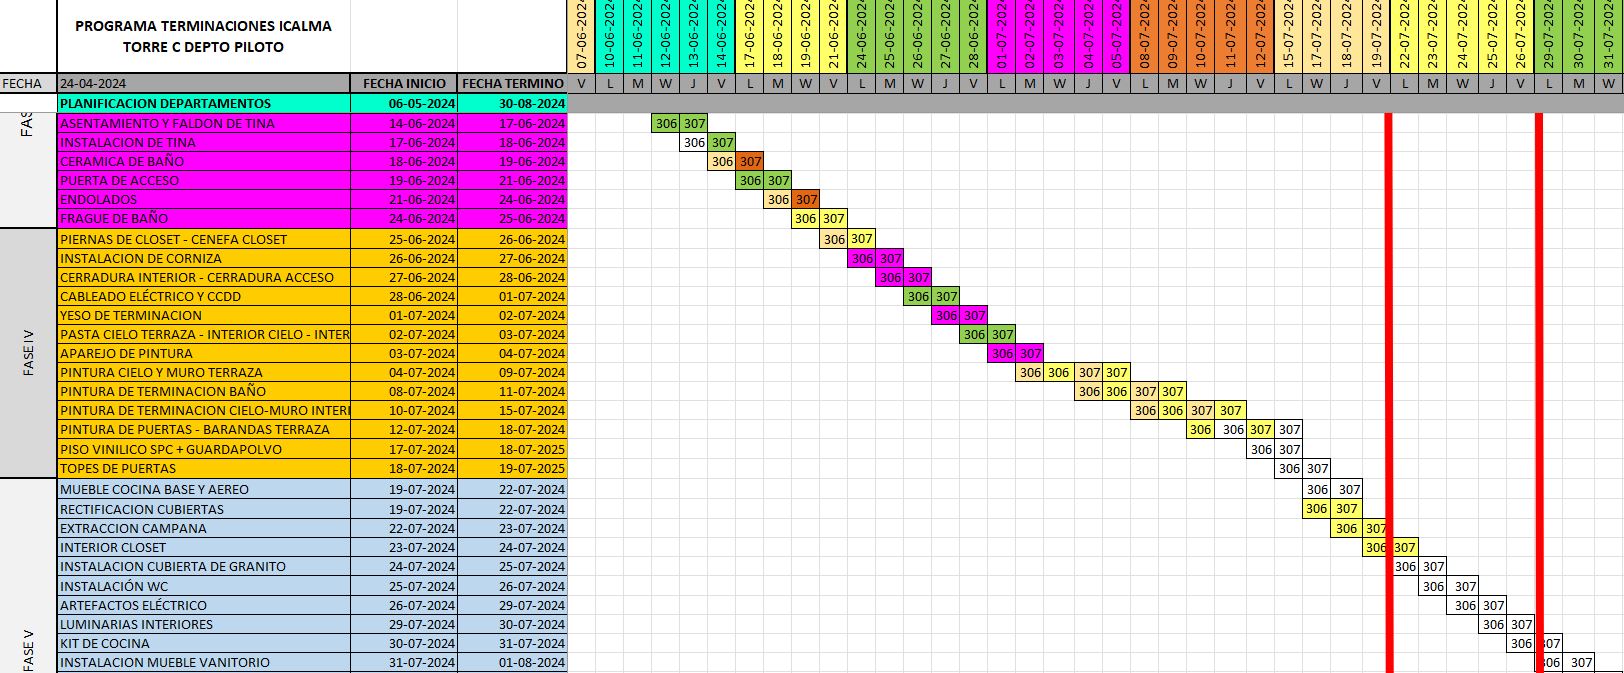 PROGRAMA TERMINACIONES ICALMA
TORRE C DEPTO PILOTO
07-06-2024 10-06-2024 11-06-2024 12-06-2024 13-06-2024 14-06-2024 17-06-2024 18-06-2024 19-06-2024 21-06-2024 24-06-2024 25-06-2024 26-06-2024 27-06-2024 28-06-2024 01-07-2024 02-07-2024 03-07-2024 04-07-2024 05-07-2024 08-07-2024 09-07-2024 10-07-2024 11-07-2024 12-07-2024 15-07-2024 17-07-2024 18-07-2024 19-07-2024 22-07-2024 23-07-2024 24-07-2024 25-07-2024 26-07-2024 29-07-2024 30-07-2024 31-07-2024
FECHA 24-04-2024 FECHA INICIO FECHA TERMINO V L M W J V L M W V L M W J V L M W J V L M W J V L W J V L M W J V L M W
PLANIFICACION DEPARTAMENTOS 06-05-2024 30-08-2024
FAS
ASENTAMIENTO Y FALDON DE TINA 14-06-2024 17-06-2024 306 307
INSTALACION DE TINA 17-06-2024 18-06-2024 306 307
CERAMICA DE BAÑO 18-06-2024 19-06-2024 306 307
PUERTA DE ACCESO 19-06-2024 21-06-2024 306 307
ENDOLADOS 21-06-2024 24-06-2024 306 307
FRAGUE DE BAÑO 24-06-2024 25-06-2024 306 307
FASE IV
PIERNAS DE CLOSET - CENEFA CLOSET 25-06-2024 26-06-2024 306 307
INSTALACION DE CORNIZA 26-06-2024 27-06-2024 306 307
CERRADURA INTERIOR - CERRADURA ACCESO 27-06-2024 28-06-2024 306 307
CABLEADO ELÉCTRICO Y CCDD 28-06-2024 01-07-2024 306 307
YESO DE TERMINACION 01-07-2024 02-07-2024 306 307
PASTA CIELO TERRAZA - INTERIOR CIELO - INTER 02-07-2024 03-07-2024 306 307
APAREJO DE PINTURA 03-07-2024 04-07-2024 306 307
PINTURA CIELO Y MURO TERRAZA 04-07-2024 09-07-2024 306 306 307 307
PINTURA DE TERMINACION BAÑO 08-07-2024 11-07-2024 306 306 307 307
PINTURA DE TERMINACION CIELO-MURO INTERI 10-07-2024 15-07-2024 306 306 307 307
PINTURA DE PUERTAS - BARANDAS TERRAZA 12-07-2024 18-07-2024 306 306 307 307
PISO VINILICO SPC + GUARDAPOLVO 17-07-2024 18-07-2025 306 307
TOPES DE PUERTAS 18-07-2024 19-07-2025 306 307
FASE V
MUEBLE COCINA BASE Y AEREO 19-07-2024 22-07-2024 306 307
RECTIFICACION CUBIERTAS 19-07-2024 22-07-2024 306 307
EXTRACCION CAMPANA 22-07-2024 23-07-2024 306 307
INTERIOR CLOSET 23-07-2024 24-07-2024 306 307
INSTALACION CUBIERTA DE GRANITO 24-07-2024 25-07-2024 306 307
INSTALACIÓN WC 25-07-2024 26-07-2024 306 307
ARTEFACTOS ELÉCTRICO 26-07-2024 29-07-2024 306 307
LUMINARIAS INTERIORES 29-07-2024 30-07-2024 306 307
KIT DE COCINA 30-07-2024 31-07-2024 306 307
INSTALACION MUEBLE VANITORIO 31-07-2024 01-08-2024 306 307